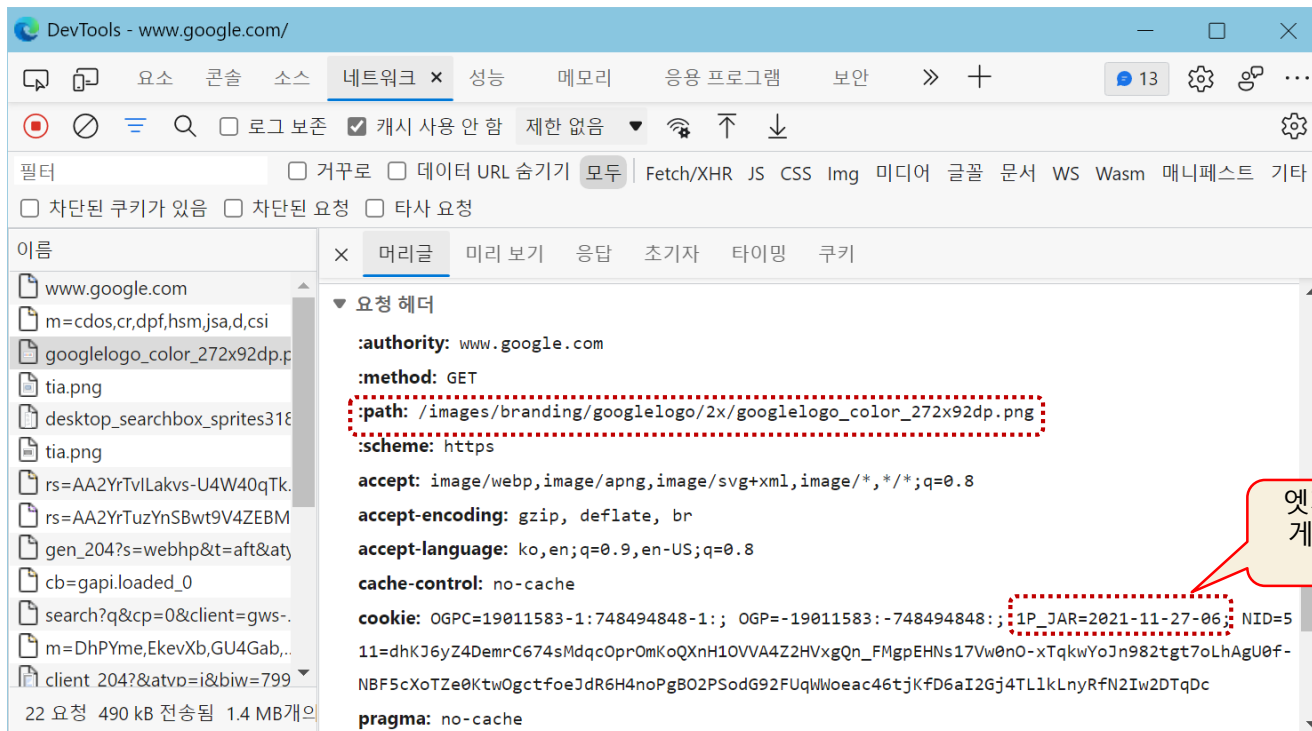 DevTools - www.google.com/
요소 콘솔 소스 네트워크 성능 메모리 응용 프로그램 보안 13
로그 보존 캐시 사용 안 함 제한 없음
필터 거꾸로 데이터 URL 숨기기 모두 Fetch/XHR JS CSS Img 미디어 글꼴 문서 WS Wasm 매니페스트 기타
차단된 쿠키가 있음 차단된 요청 타사 요청
이름
www.google.com
m=cdos,cr,dpf,hsm,jsa,d,csi
googlelogo_color_272x92dp.p
tia.png
desktop_searchbox_sprites318
tia.png
rs=AA2YrTvILakvs-U4W40qTk.
rs=AA2YrTuzYnSBwt9V4ZEBM
gen_204?s=webhp&t=aft&aty
cb=gapi.loaded_0
search?q&cp=0&client=gws-.
m=DhPYme,EkevXb,GU4Gab,..
client_204?&atyp=i&biw=799
22 요청 490 kB 전송됨 1.4 MB개의
머리글 미리 보기 응답 초기자 타이밍 쿠키
요청 헤더
:authority: www.google.com
:method: GET
:path: /images/branding/googlelogo/2x/googlelogo_color_272x92dp.png
:scheme: https
accept: image/webp,image/apng,image/svg+xml,image/*,*/*;q=0.8
accept-encoding: gzip, deflate, br
accept-language: ko,en;q=0.9,en-US;q=0.8
cache-control: no-cache
cookie: OGPC=19011583-1:748494848-1:; OGP=-19011583:-748494848:; 1P_JAR=2021-11-27-06; NID=5
11=dhKJ6yZ4DemrC674sMdqcOprOmKoQXnH1OVVA4Z2HVxgQn_FMgpEHNs17Vw0nO-xTqkwYoJn982tgt7oLhAgU0f-
NBF5cXoTZe0KtwOgctfoeJdR6H4noPgBO2PSodG92FUqWWoeac46tjKfD6aI2Gj4TLlkLnyRfN2Iw2DTqDc
pragma: no-cache
엣
게